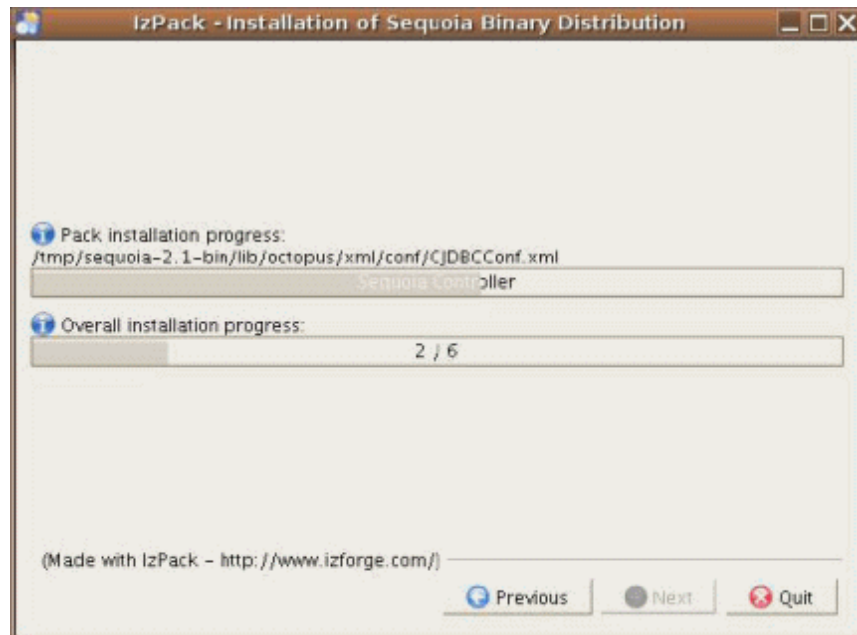 IzPack - Installation of Sequoia Binary Distribution
Pack installation progress:
/tmp/sequoia-2.1-bin/lib/octopus/xml/conf/CJDBCConf.xml
Sequoia Controller
Overall installation progress:
2 / 6
(Made with IzPack - http://www.izforge.com/)
Previous
Next
Quit